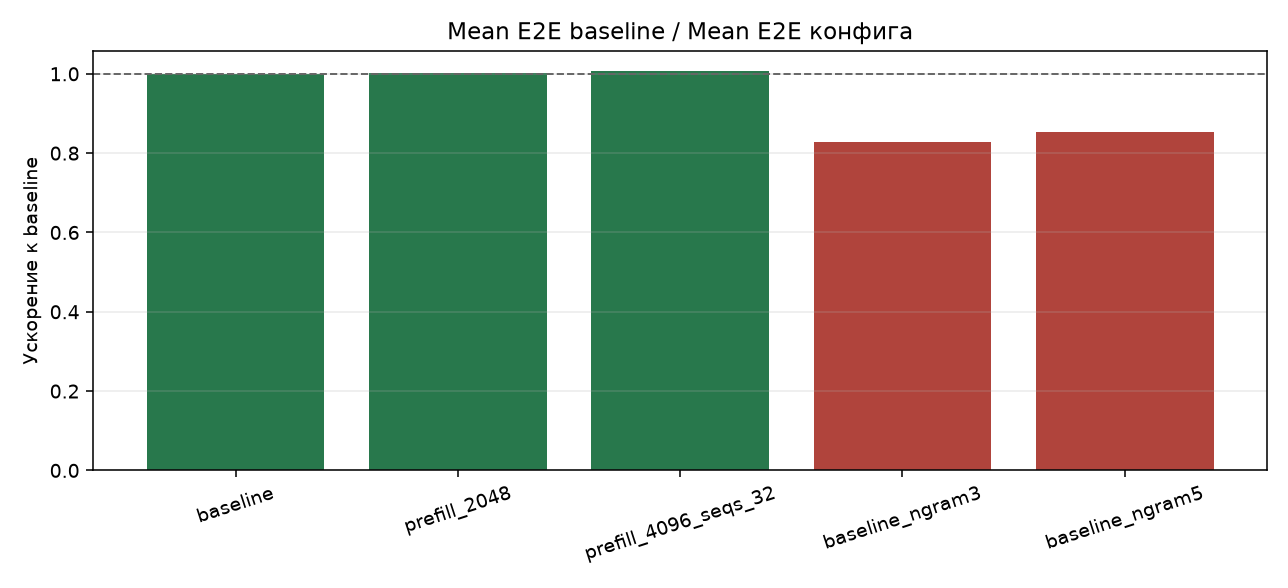 Mean E2E baseline / Mean E2E конфига
Ускорение к baseline
1.0
0.8
0.6
0.4
0.2
0.0
baseline
prefill_2048
prefill_4096_seqs_32
baseline_ngram3
baseline_ngram5